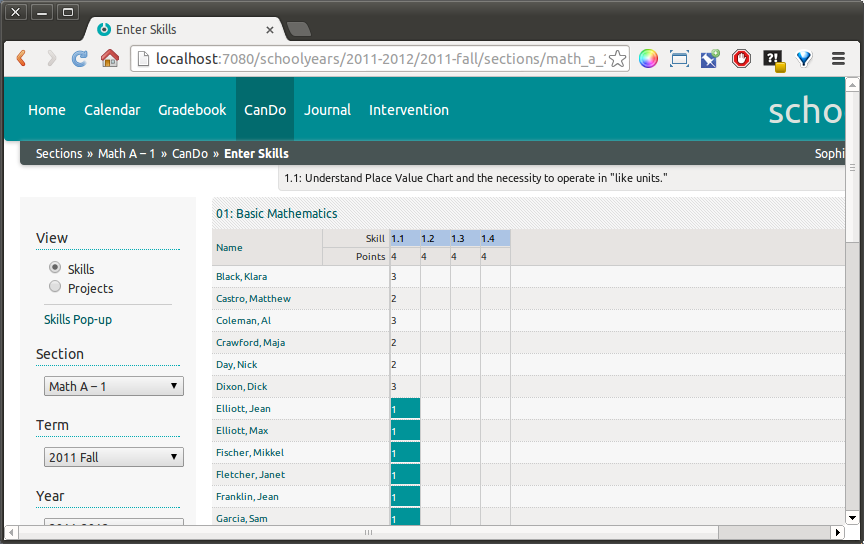 Enter Skills
localhost:7080/schoolyears/2011-2012/2011-fall/sections/math_a_
Home Calendar Gradebook CanDo Journal Intervention
scho
Sections » Math A – 1 » CanDo » Enter Skills
Sophi
1.1: Understand Place Value Chart and the necessity to operate in "like units."
View
Skills
Projects
Skills Pop-up
Section
Math A – 1
Term
2011 Fall
Year
01: Basic Mathematics
Name Skill 1.1 1.2 1.3 1.4
Points 4 4 4 4
Black, Klara 3
Castro, Matthew 2
Coleman, Al 3
Crawford, Maja 2
Day, Nick 2
Dixon, Dick 3
Elliott, Jean 1
Elliott, Max 1
Fischer, Mikkel 1
Fletcher, Janet 1
Franklin, Jean 1
Garcia, Sam 1